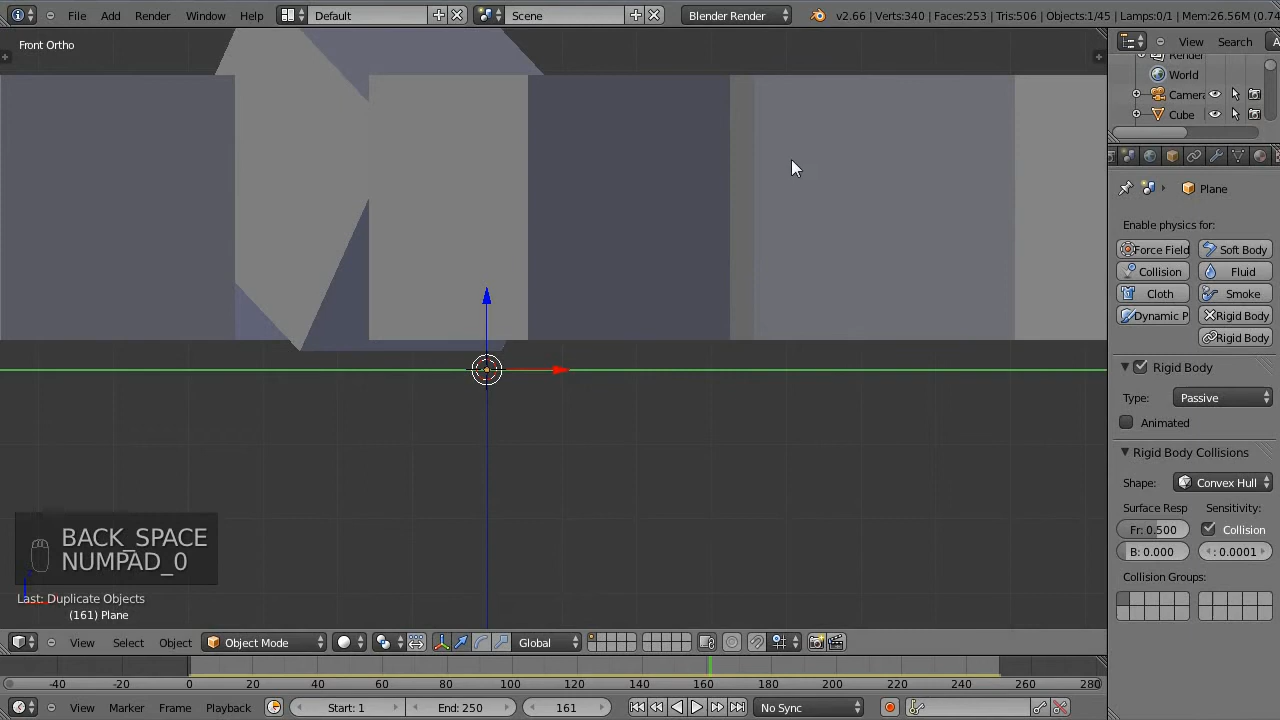 File Add Render Window Help Default Scene Blender Render v2.66 | Verts:340 | Faces:253 | Tris:506 | Objects:1/45 | Lamps:0/1 | Mem:26.56M (0.74
Front Ortho
View Search A
Render
World
Camera
Cube
Plane
Enable physics for:
Force Field Soft Body
Collision Fluid
Cloth Smoke
Dynamic P Rigid Body
Rigid Body
Rigid Body
Type: Passive
Animated
Rigid Body Collisions
Shape: Convex Hull
Surface Resp Sensitivity:
Fr: 0.500 Collision
B: 0.000 : 0.0001
Collision Groups:
BACK_SPACE
NUMPAD_0
Last: Duplicate Objects
(161) Plane
View Select Object Object Mode Global
-40 -20 0 20 40 60 80 100 120 140 160 180 200 220 240 260 280
View Marker Frame Playback Start: 1 End: 250 161 No Sync